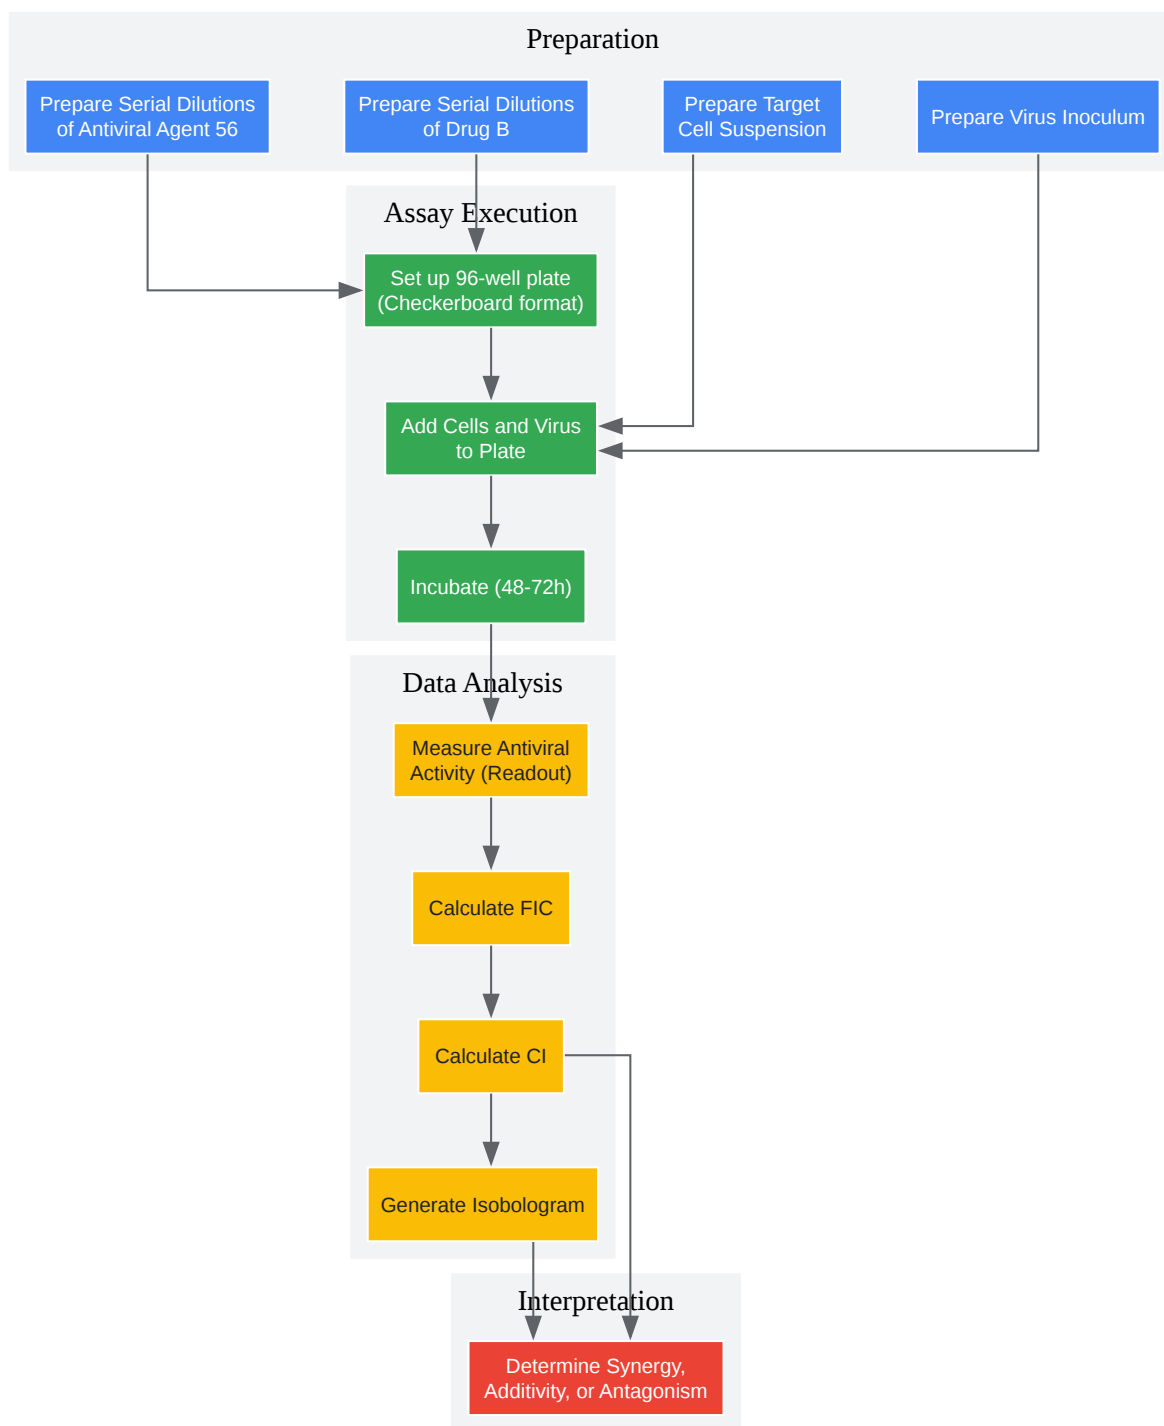 Preparation
Prepare Serial Dilutions
of Antiviral Agent 56
Prepare Serial Dilutions
of Drug B
Prepare Target
Cell Suspension
Prepare Virus Inoculum
Assay Execution
Set up 96-well plate
(Checkerboard format)
Add Cells and Virus
to Plate
Incubate (48-72h)
Data Analysis
Measure Antiviral
Activity (Readout)
Calculate FIC
Calculate CI
Generate Isobologram
Interpretation
Determine Synergy,
Additivity, or Antagonism